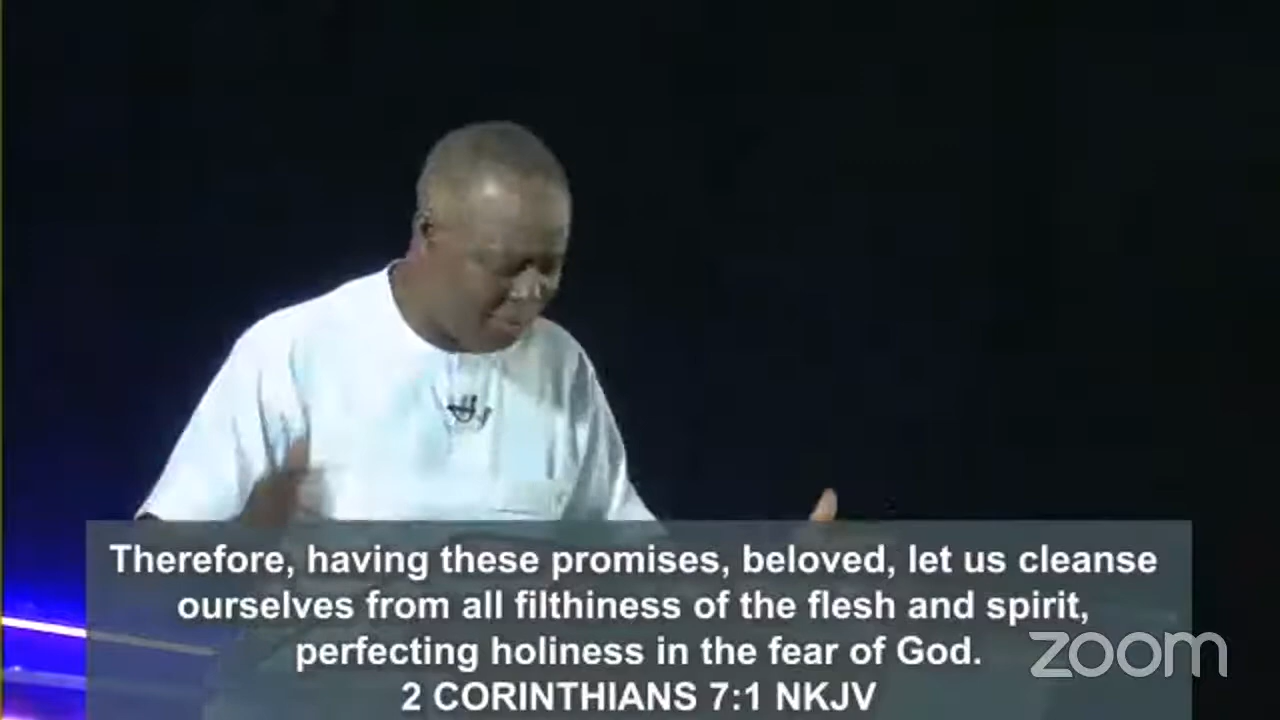 Therefore, having these promises, beloved, let us cleanse
ourselves from all filthiness of the flesh and spirit,
perfecting holiness in the fear of God.
2 CORINTHIANS 7:1 NKJV
zoom